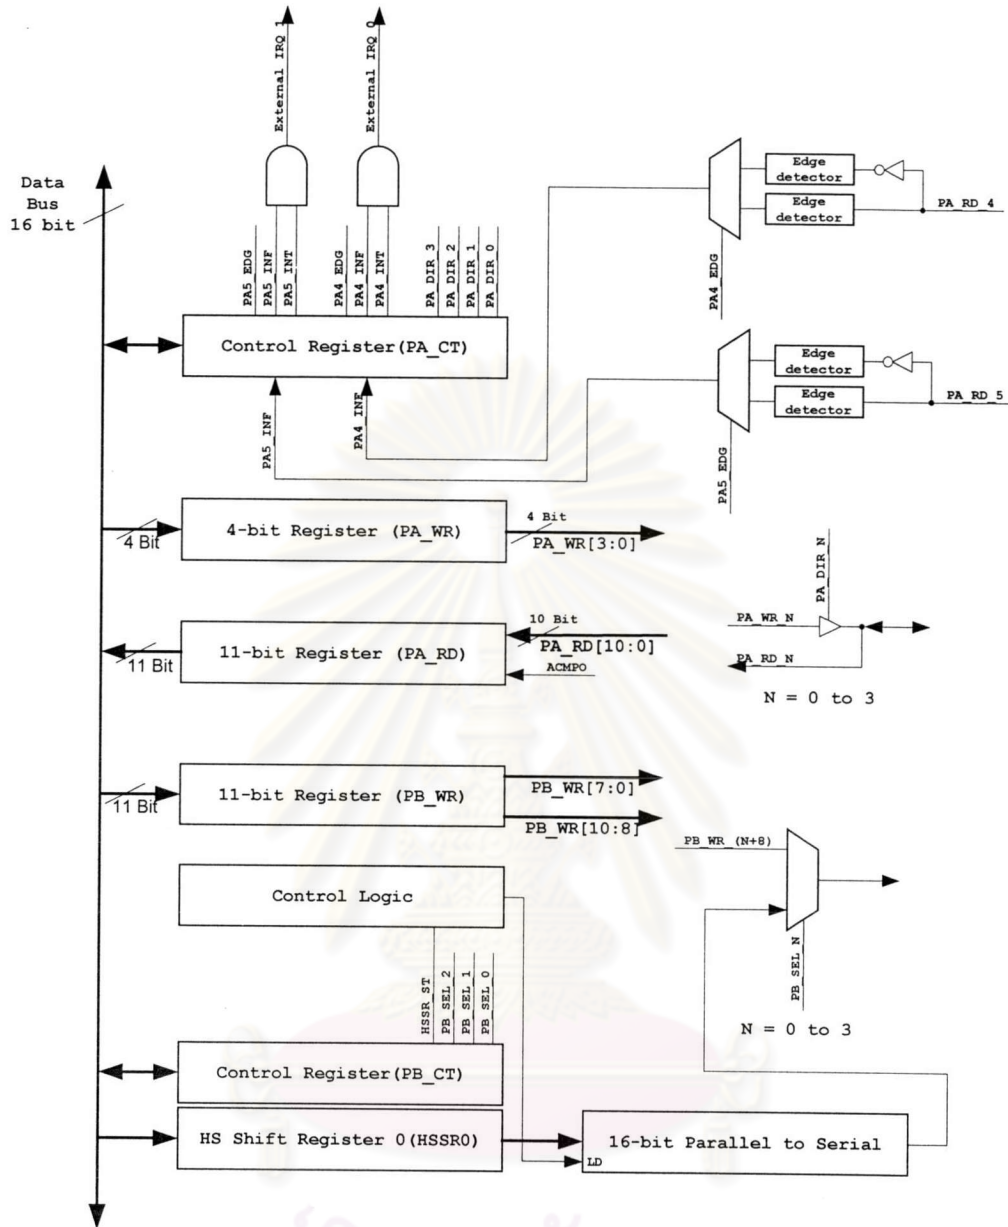 External IRQ 1
External IRQ 0
Data
Bus
16 bit
PA5_EDG
PA5_INF
PA5_INT
PA4_EDG
PA4_INF
PA4_INT
PA_DIR_3
PA_DIR_2
PA_DIR_1
PA_DIR_0
Edge
detector
Edge
detector
PA_RD_4
PA4_EDG
Control Register(PA_CT)
PA5_INF
PA4_INF
Edge
detector
Edge
detector
PA_RD_5
PA5_EDG
4 Bit
4-bit Register (PA_WR)
4 Bit
PA_WR[3:0]
PA_DIR_N
PA_WR_N
PA_RD_N
N = 0 to 3
11 Bit
11-bit Register (PA_RD)
10 Bit
PA_RD[10:0]
ACMPO
11 Bit
11-bit Register (PB_WR)
PB_WR[7:0]
PB_WR[10:8]
PB_WR_(N+8)
PB_SEL_N
N = 0 to 3
Control Logic
HSSR_ST
PB_SEL_2
PB_SEL_1
PB_SEL_0
Control Register(PB_CT)
HS Shift Register 0(HSSR0)
16-bit Parallel to Serial
LD